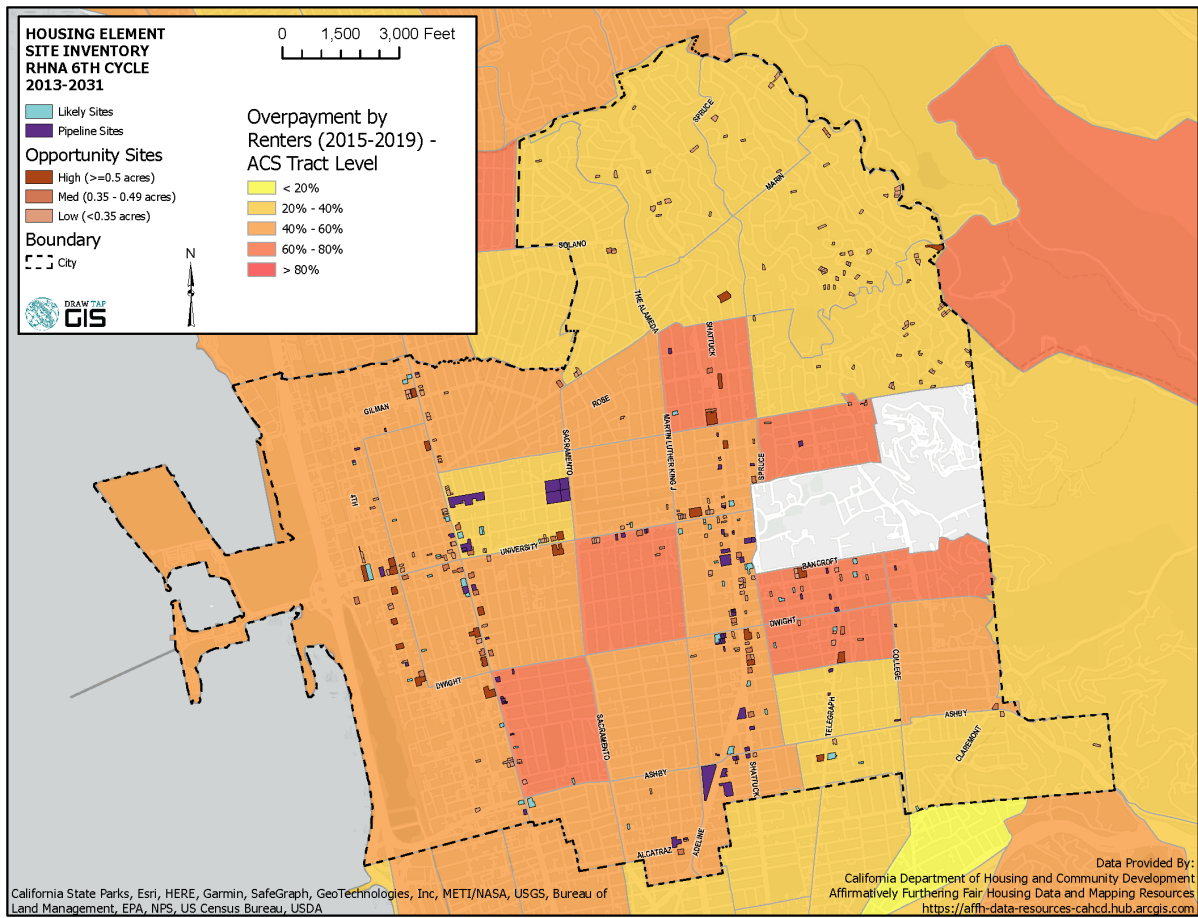 HOUSING ELEMENT
SITE INVENTORY
RHNA 6TH CYCLE
2013-2031
Likely Sites
Pipeline Sites
Opportunity Sites
High (>=0.5 acres)
Med (0.35 - 0.49 acres)
Low (<0.35 acres)
Boundary
City
DRAW TAP
GIS
N
0 1,500 3,000 Feet
Overpayment by
Renters (2015-2019) -
ACS Tract Level
< 20%
20% - 40%
40% - 60%
60% - 80%
> 80%
SPRUCE
MARIN
SOLANO
THE ALAMEDA
SHATTUCK
GILMAN
ROSE
SACRAMENTO
MARTIN LUTHER KING J
SPRUCE
4TH
UNIVERSITY
BANCROFT
DWIGHT
COLLEGE
DWIGHT
SACRAMENTO
TELEGRAPH
ASHBY
CLAREMONT
ASHBY
SHATTUCK
ADELINE
ALCATRAZ
California State Parks, Esri, HERE, Garmin, SafeGraph, GeoTechnologies, Inc, METI/NASA, USGS, Bureau of
Land Management, EPA, NPS, US Census Bureau, USDA
Data Provided By:
California Department of Housing and Community Development
Affirmatively Furthering Fair Housing Data and Mapping Resources
https://affh-data-resources-cahcd.hub.arcgis.com